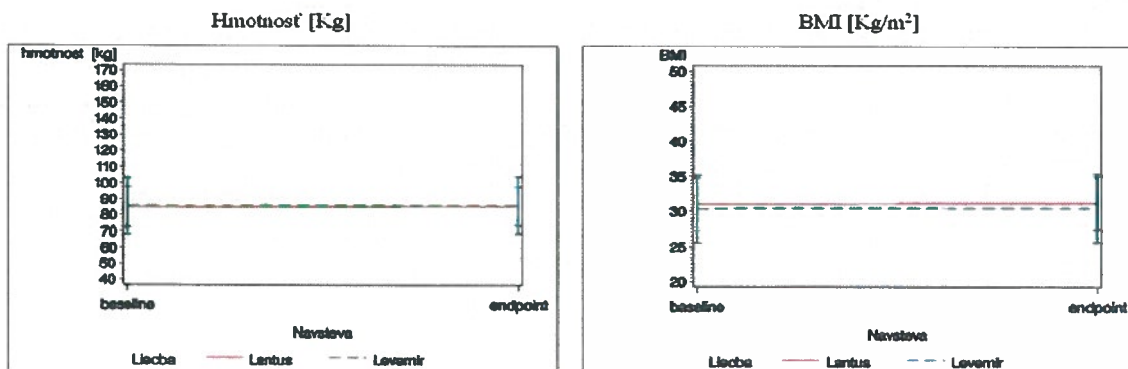 Hmotnosť [Kg]
hmotnost [kg]
170
160
150
140
130
120
110
100
90
80
70
60
50
40
baseline
endpoint
Navsteva
Liecba Lantus Levemir
BMI [Kg/m²]
BMI
50
45
40
35
30
25
20
baseline
endpoint
Navsteva
Liecba Lantus Levemir